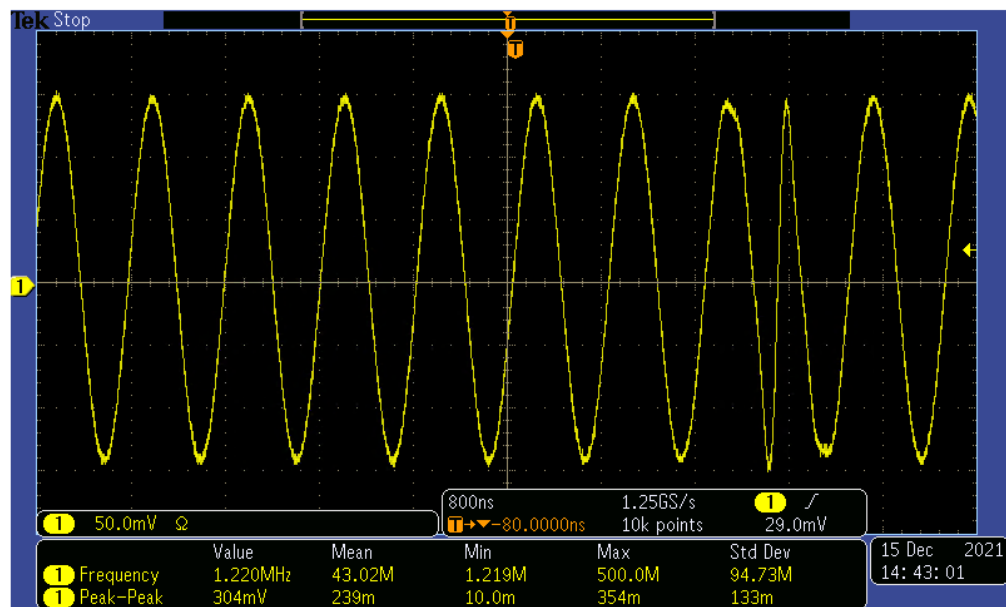 Tek Stop
T
T
1
1 50.0mV Ω
800ns 1.25GS/s 1
T→▼-80.0000ns 10k points 29.0mV
Value Mean Min Max Std Dev
1 Frequency 1.220MHz 43.02M 1.219M 500.0M 94.73M
1 Peak-Peak 304mV 239m 10.0m 354m 133m
15 Dec 2021
14:43:01